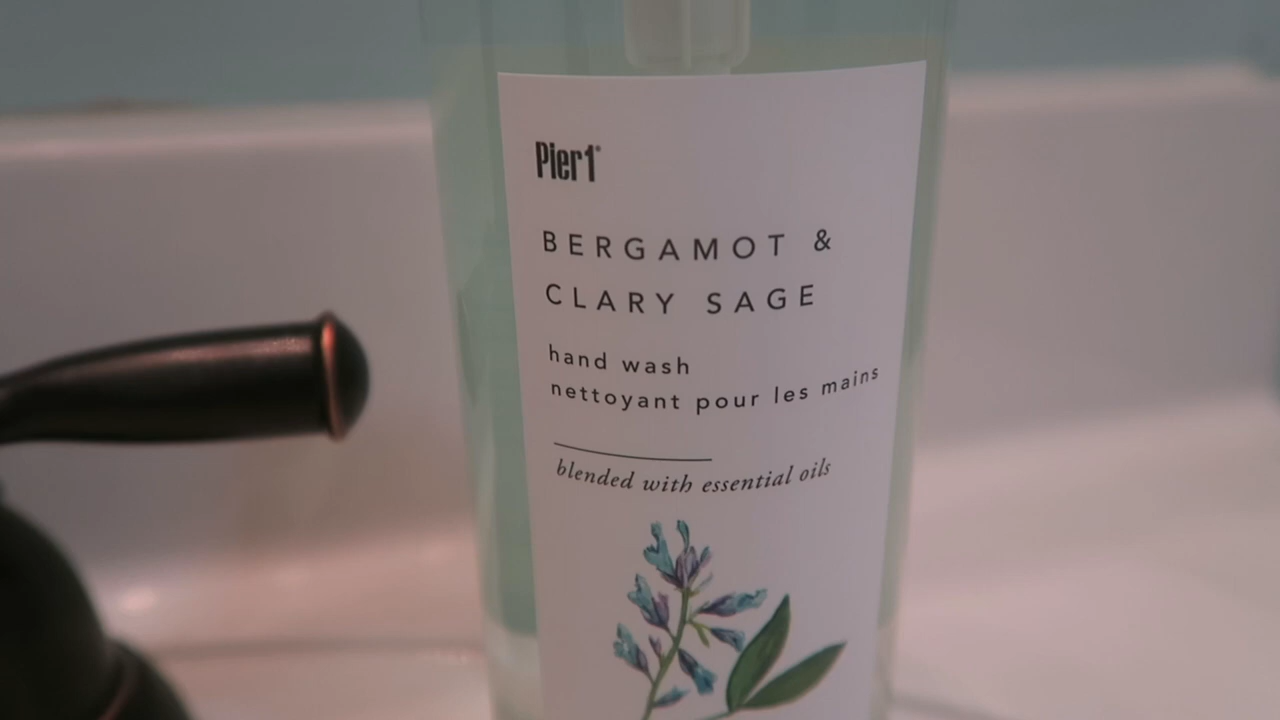 Pier1®
BERGAMOT &
CLARY SAGE
hand wash
nettoyant pour les mains
blended with essential oils